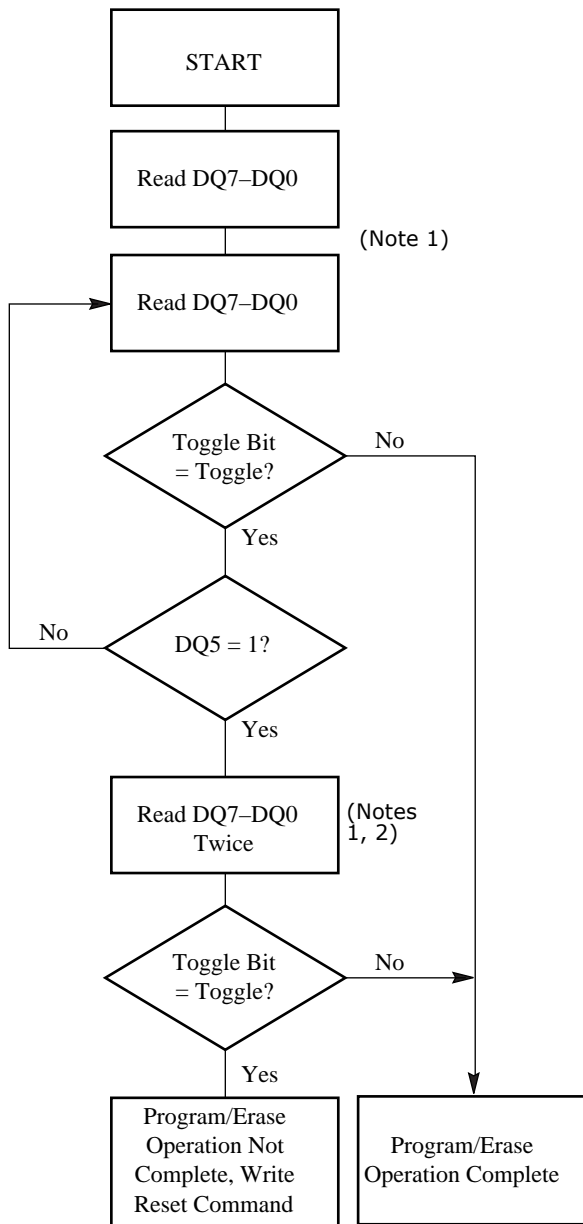 START
Read DQ7–DQ0
(Note 1)
Read DQ7–DQ0
Toggle Bit
= Toggle?
No
Yes
No
DQ5 = 1?
Yes
Read DQ7–DQ0
Twice
(Notes
1, 2)
Toggle Bit
= Toggle?
No
Yes
Program/Erase
Operation Not
Complete, Write
Reset Command
Program/Erase
Operation Complete